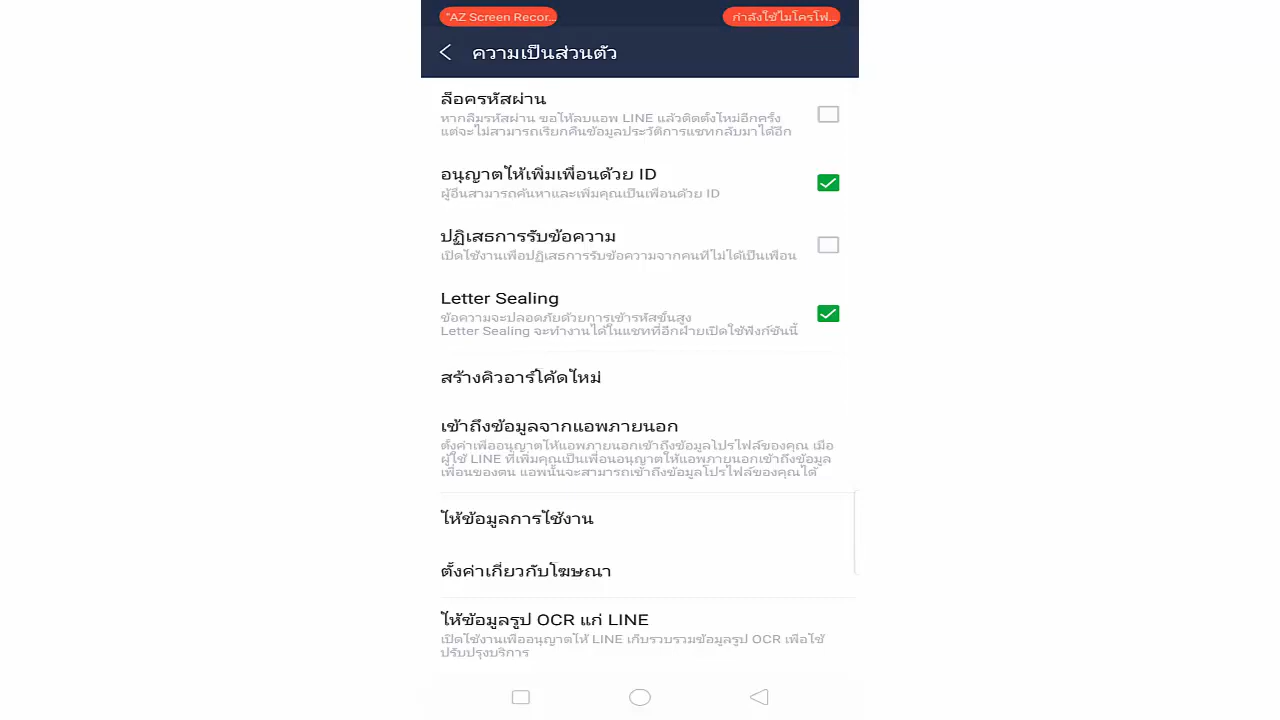 "AZ Screen Recor...
กำลังใช้ไมโครโฟ...
ความเป็นส่วนตัว
ล็อครหัสผ่าน
หากลืมรหัสผ่าน ขอให้ลบแอพ LINE แล้วติดตั้งใหม่อีกครั้ง
แต่จะไม่สามารถเรียกคืนข้อมูลประวัติการแชทกลับมาได้อีก
อนุญาตให้เพิ่มเพื่อนด้วย ID
ผู้อื่นสามารถค้นหาและเพิ่มคุณเป็นเพื่อนด้วย ID
ปฏิเสธการรับข้อความ
เปิดใช้งานเพื่อปฏิเสธการรับข้อความจากคนที่ไม่ได้เป็นเพื่อน
Letter Sealing
ข้อความจะปลอดภัยด้วยการเข้ารหัสขั้นสูง
Letter Sealing จะทำงานได้ในแชทที่อีกฝ่ายเปิดใช้ฟังก์ชันนี้
สร้างคิวอาร์โค้ดใหม่
เข้าถึงข้อมูลจากแอพภายนอก
ตั้งค่าเพื่ออนุญาตให้แอพภายนอกเข้าถึงข้อมูลโปรไฟล์ของคุณ เมื่อ
ผู้ใช้ LINE ที่เพิ่มคุณเป็นเพื่อนอนุญาตให้แอพภายนอกเข้าถึงข้อมูล
เพื่อนของตน แอพนั้นจะสามารถเข้าถึงข้อมูลโปรไฟล์ของคุณได้
ให้ข้อมูลการใช้งาน
ตั้งค่าเกี่ยวกับโฆษณา
ให้ข้อมูลรูป OCR แก่ LINE
เปิดใช้งานเพื่ออนุญาตให้ LINE เก็บรวบรวมข้อมูลรูป OCR เพื่อใช้
ปรับปรุงบริการ